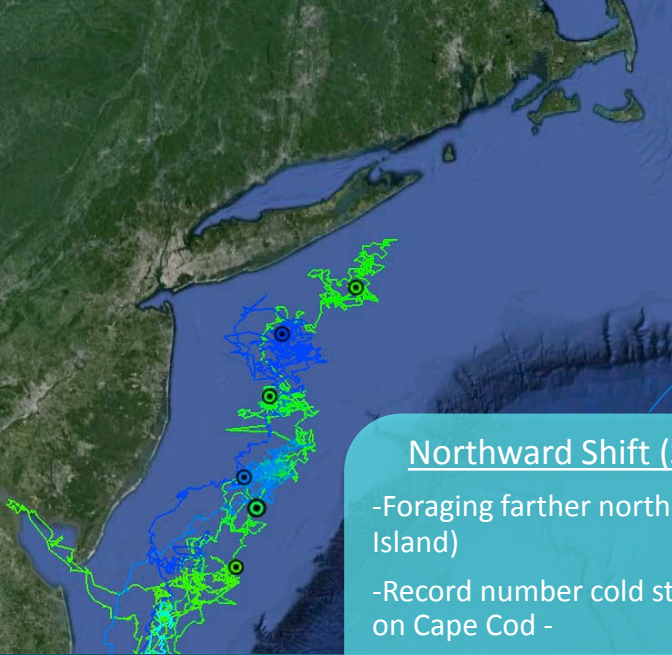 Northward Shift (
-Foraging farther north
Island)
-Record number cold st
on Cape Cod -